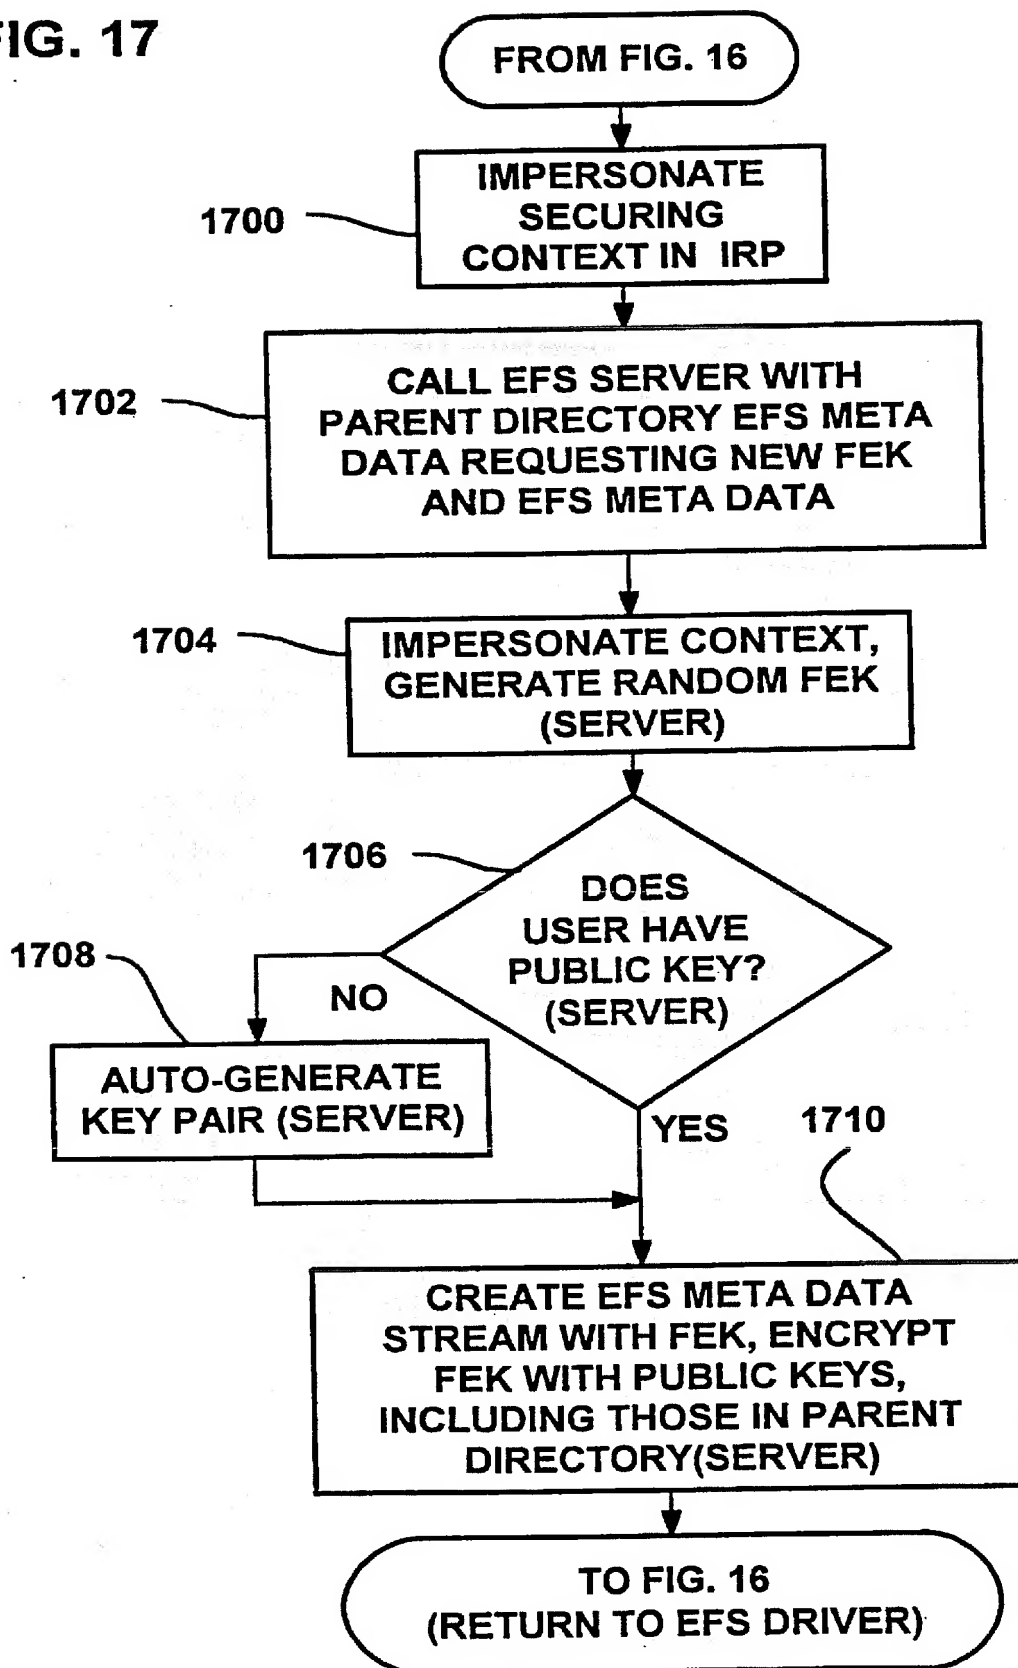 FIG. 17
FROM FIG. 16
1700
IMPERSONATE
SECURING
CONTEXT IN IRP
1702
CALL EFS SERVER WITH
PARENT DIRECTORY EFS META
DATA REQUESTING NEW FEK
AND EFS META DATA
1704
IMPERSONATE CONTEXT,
GENERATE RANDOM FEK
(SERVER)
1706
DOES
USER HAVE
PUBLIC KEY?
(SERVER)
1708
NO
AUTO-GENERATE
KEY PAIR (SERVER)
YES
1710
CREATE EFS META DATA
STREAM WITH FEK, ENCRYPT
FEK WITH PUBLIC KEYS,
INCLUDING THOSE IN PARENT
DIRECTORY(SERVER)
TO FIG. 16
(RETURN TO EFS DRIVER)